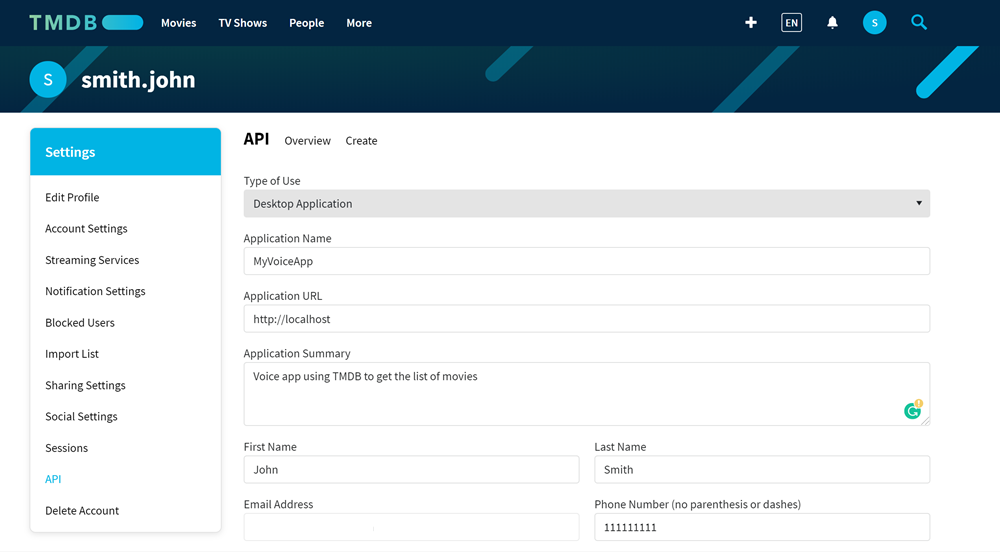 TMDB Movies TV Shows People More EN S
S smith.john
Settings
Edit Profile
Account Settings
Streaming Services
Notification Settings
Blocked Users
Import List
Sharing Settings
Social Settings
Sessions
API
Delete Account
API Overview Create
Type of Use
Desktop Application
Application Name
MyVoiceApp
Application URL
http://localhost
Application Summary
Voice app using TMDB to get the list of movies
First Name Last Name
John Smith
Email Address Phone Number (no parenthesis or dashes)
111111111